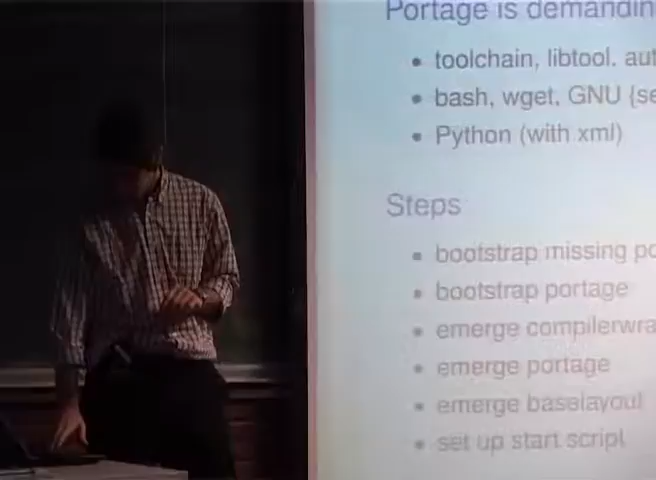 Portage is demandin
• toolchain, libtool, aut
• bash, wget, GNU {se
• Python (with xml)
Steps
• bootstrap missing po
• bootstrap portage
• emerge compilerwra
• emerge portage
• emerge baselayout
• set up start script